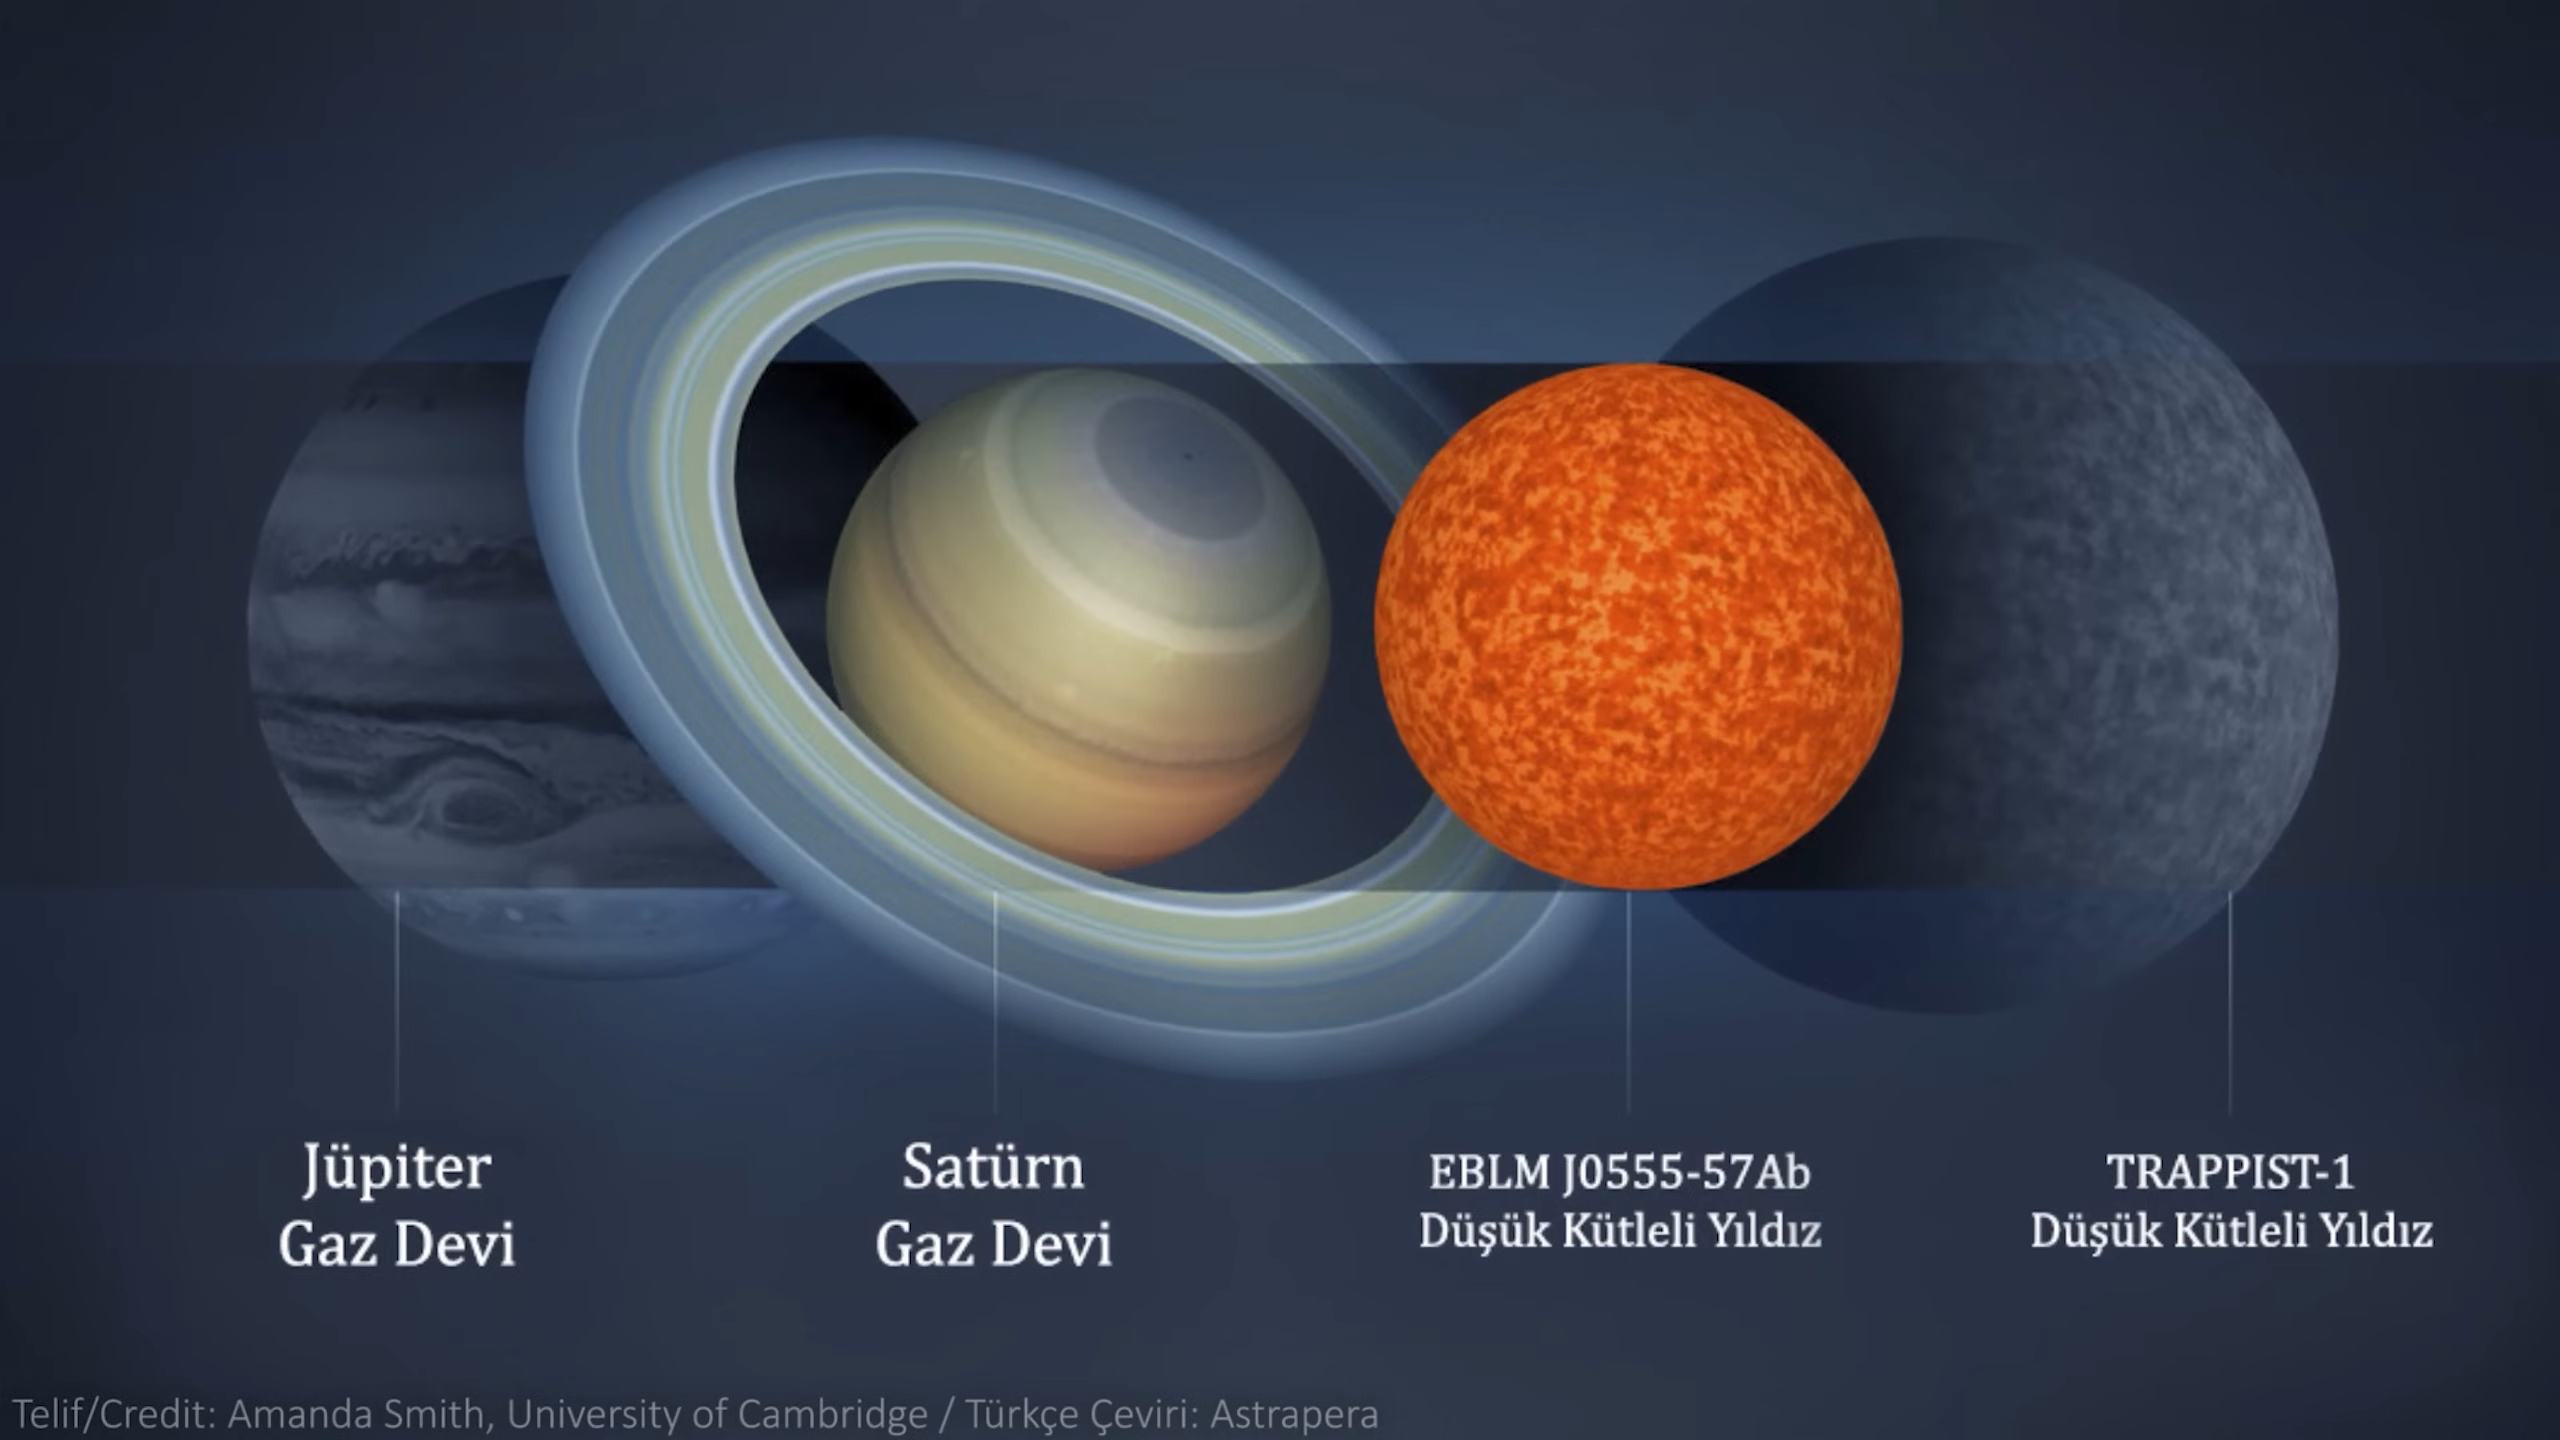 Jüpiter
Gaz Devi
Satürn
Gaz Devi
EBLM J0555-57Ab
Düşük Kütleli Yıldız
TRAPPIST-1
Düşük Kütleli Yıldız
Telif/Credit: Amanda Smith, University of Cambridge / Türkçe Çeviri: Astrapera